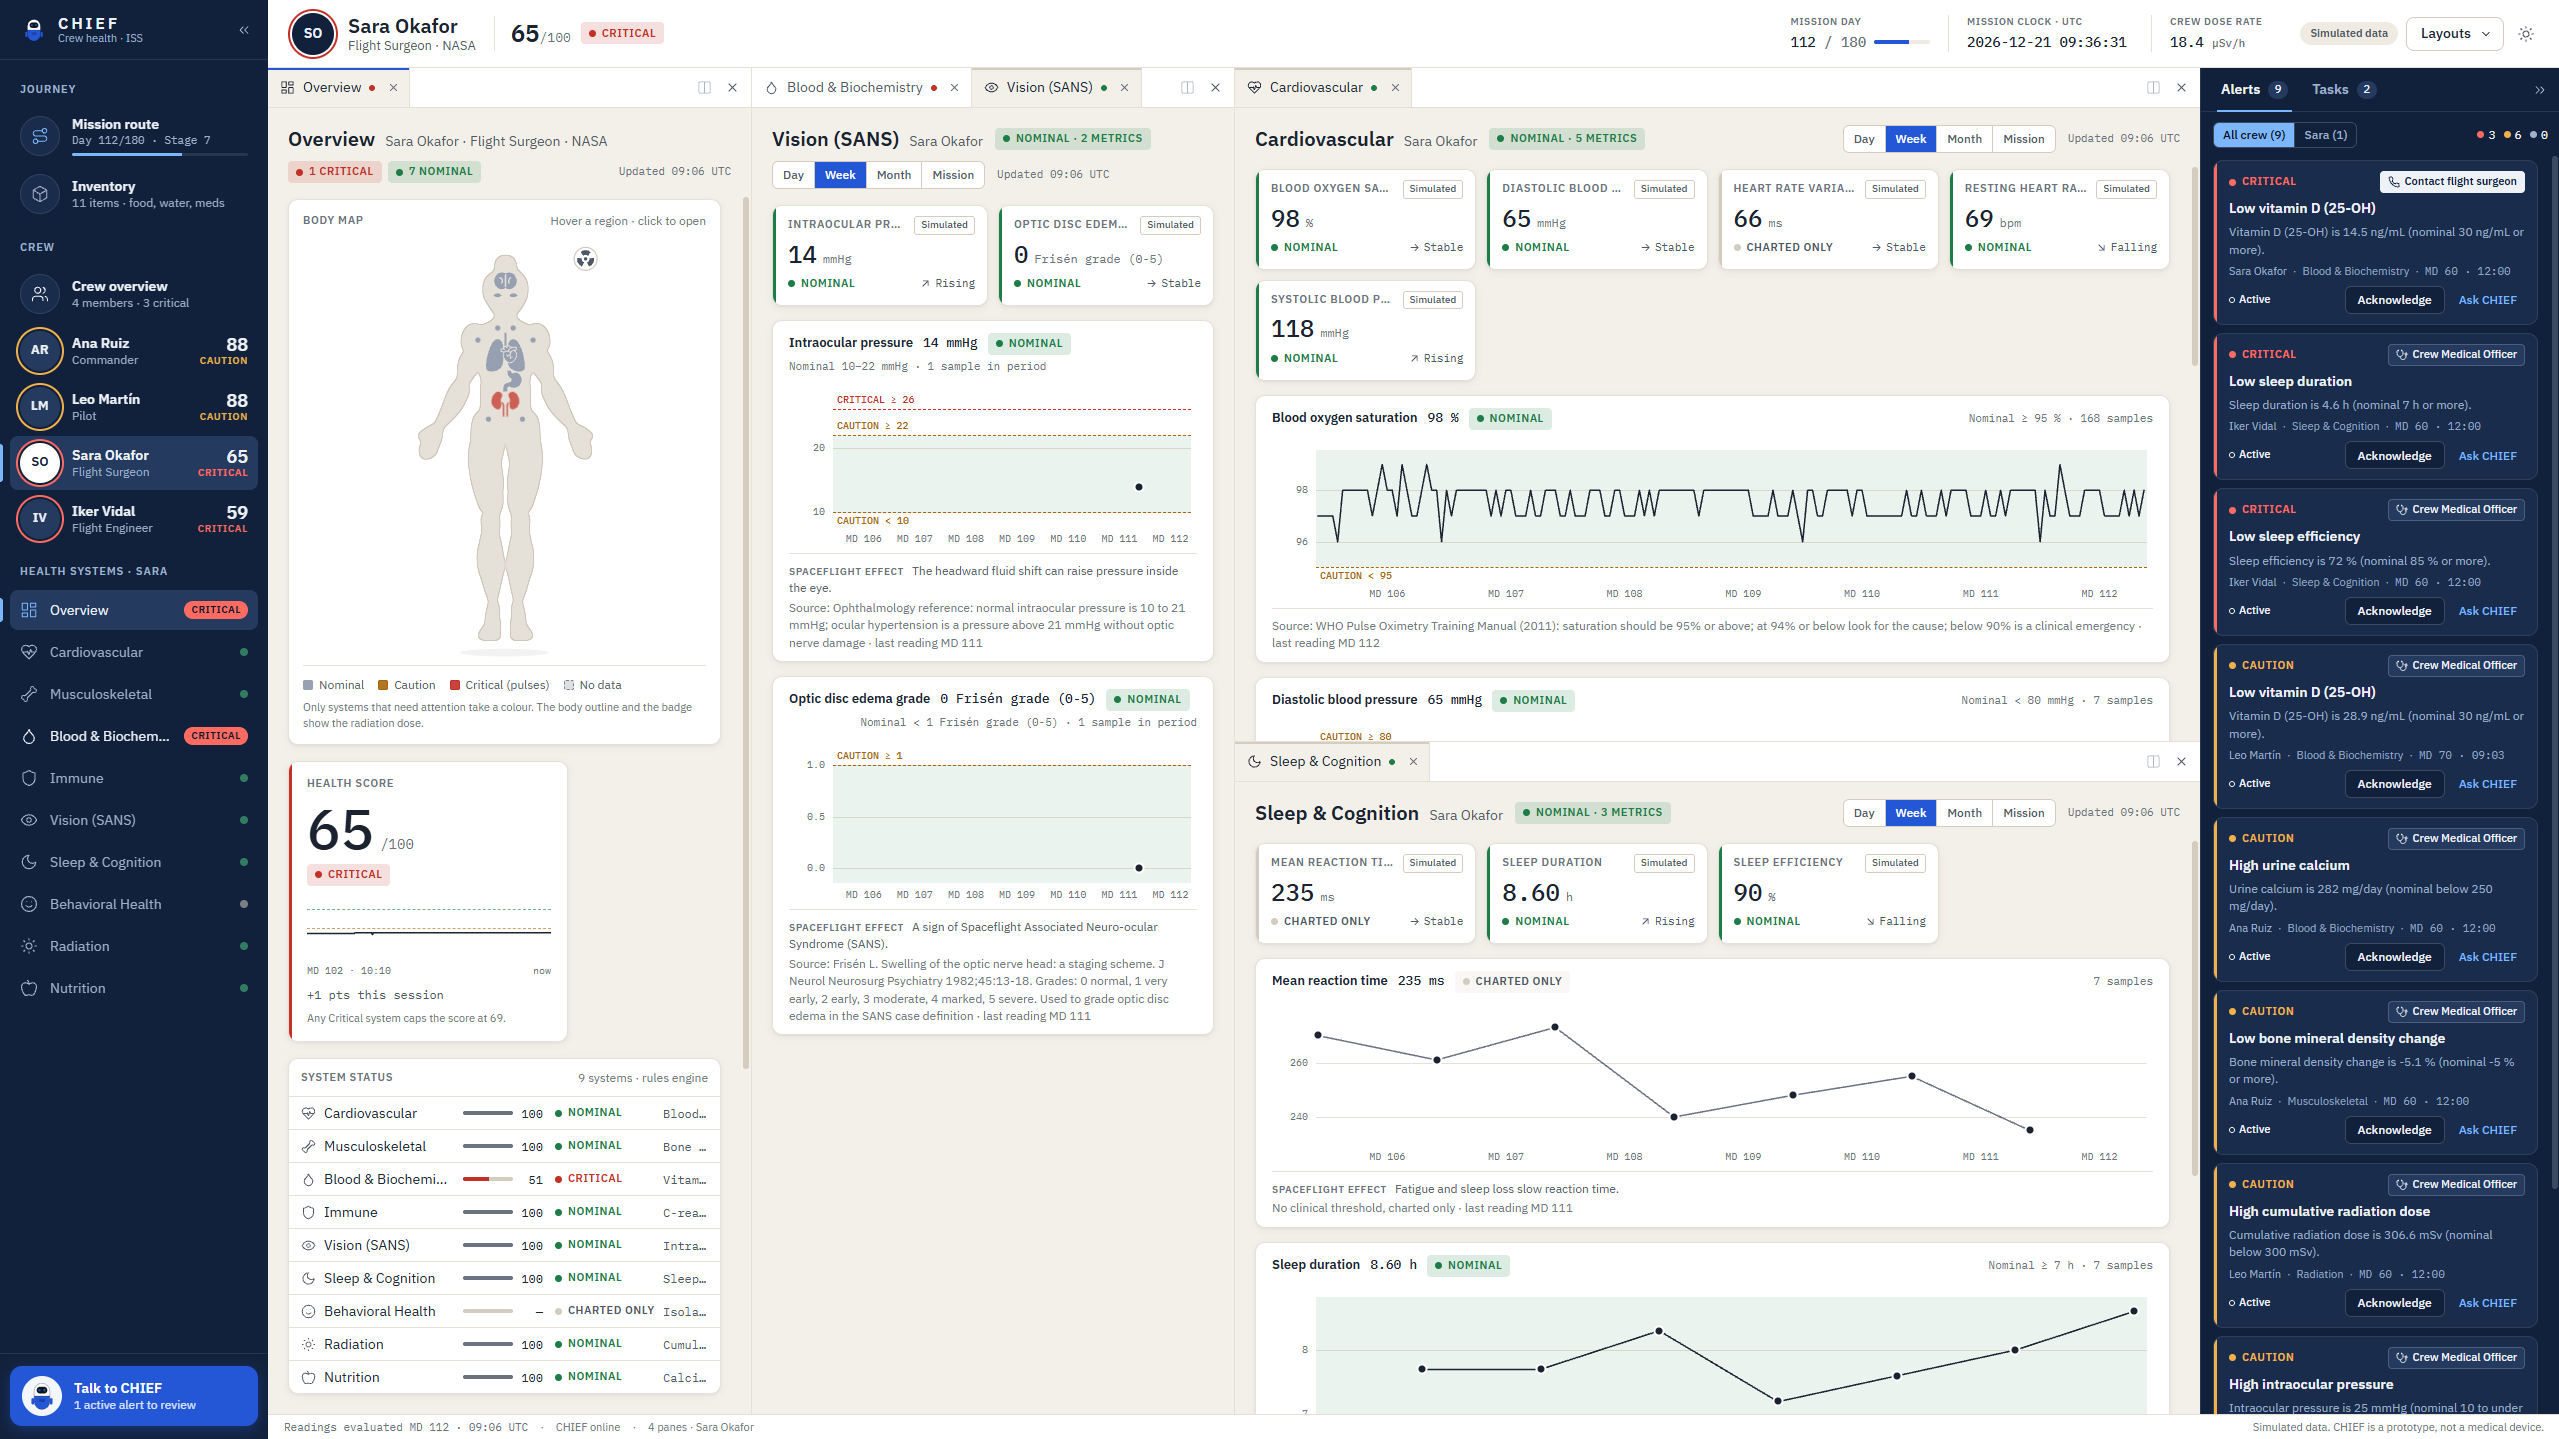 CHIEF
Crew health · ISS
JOURNEY
Mission route
Day 112/180 · Stage 7
Inventory
11 items · food, water, meds
CREW
Crew overview
4 members · 3 critical
AR Ana Ruiz 88
Commander CAUTION
LM Leo Martín 88
Pilot CAUTION
SO Sara Okafor 65
Flight Surgeon CRITICAL
IV Iker Vidal 59
Flight Engineer CRITICAL
HEALTH SYSTEMS · SARA
Overview CRITICAL
Cardiovascular
Musculoskeletal
Blood & Biochem... CRITICAL
Immune
Vision (SANS)
Sleep & Cognition
Behavioral Health
Radiation
Nutrition
Talk to CHIEF
1 active alert to review
SO Sara Okafor
Flight Surgeon · NASA
65/100 CRITICAL
MISSION DAY
112 / 180
MISSION CLOCK · UTC
2026-12-21 09:36:31
CREW DOSE RATE
18.4 µSv/h
Simulated data
Layouts
Overview
Overview Sara Okafor · Flight Surgeon · NASA
1 CRITICAL 7 NOMINAL Updated 09:06 UTC
BODY MAP Hover a region · click to open
Nominal Caution Critical (pulses) No data
Only systems that need attention take a colour. The body outline and the badge
show the radiation dose.
HEALTH SCORE
65 /100
CRITICAL
MD 102 · 10:10 now
+1 pts this session
Any Critical system caps the score at 69.
SYSTEM STATUS 9 systems · rules engine
Cardiovascular 100 NOMINAL Blood…
Musculoskeletal 100 NOMINAL Bone …
Blood & Biochemi... 51 CRITICAL Vitam…
Immune 100 NOMINAL C-rea…
Vision (SANS) 100 NOMINAL Intra…
Sleep & Cognition 100 NOMINAL Sleep…
Behavioral Health — CHARTED ONLY Isola…
Radiation 100 NOMINAL Cumul…
Nutrition 100 NOMINAL Calci…
Blood & Biochemistry Vision (SANS)
Vision (SANS) Sara Okafor NOMINAL · 2 METRICS
Day Week Month Mission Updated 09:06 UTC
INTRAOCULAR PR... Simulated
14 mmHg
NOMINAL Rising
OPTIC DISC EDEM... Simulated
0 Frisén grade (0-5)
NOMINAL Stable
Intraocular pressure 14 mmHg NOMINAL
Nominal 10–22 mmHg · 1 sample in period
CRITICAL ≥ 26
CAUTION ≥ 22
20
10
CAUTION < 10
MD 106 MD 107 MD 108 MD 109 MD 110 MD 111 MD 112
SPACEFLIGHT EFFECT The headward fluid shift can raise pressure inside
the eye.
Source: Ophthalmology reference: normal intraocular pressure is 10 to 21
mmHg; ocular hypertension is a pressure above 21 mmHg without optic
nerve damage · last reading MD 111
Optic disc edema grade 0 Frisén grade (0-5) NOMINAL
Nominal < 1 Frisén grade (0-5) · 1 sample in period
CAUTION ≥ 1
1.0
0.5
0.0
MD 106 MD 107 MD 108 MD 109 MD 110 MD 111 MD 112
SPACEFLIGHT EFFECT A sign of Spaceflight Associated Neuro-ocular
Syndrome (SANS).
Source: Frisén L. Swelling of the optic nerve head: a staging scheme. J
Neurol Neurosurg Psychiatry 1982;45:13-18. Grades: 0 normal, 1 very
early, 2 early, 3 moderate, 4 marked, 5 severe. Used to grade optic disc
edema in the SANS case definition · last reading MD 111
Cardiovascular
Cardiovascular Sara Okafor NOMINAL · 5 METRICS
Day Week Month Mission Updated 09:06 UTC
BLOOD OXYGEN SA... Simulated
98 %
NOMINAL Stable
DIASTOLIC BLOOD ... Simulated
65 mmHg
NOMINAL Stable
HEART RATE VARIA... Simulated
66 ms
CHARTED ONLY Stable
RESTING HEART RA... Simulated
69 bpm
NOMINAL Falling
SYSTOLIC BLOOD P... Simulated
118 mmHg
NOMINAL Rising
Blood oxygen saturation 98 % NOMINAL Nominal ≥ 95 % · 168 samples
98
96
CAUTION < 95
MD 106 MD 107 MD 108 MD 109 MD 110 MD 111 MD 112
Source: WHO Pulse Oximetry Training Manual (2011): saturation should be 95% or above; at 94% or below look for the cause; below 90% is a clinical emergency ·
last reading MD 112
Diastolic blood pressure 65 mmHg NOMINAL Nominal < 80 mmHg · 7 samples
CAUTION ≥ 80
Sleep & Cognition
Sleep & Cognition Sara Okafor NOMINAL · 3 METRICS
Day Week Month Mission Updated 09:06 UTC
MEAN REACTION TI... Simulated
235 ms
CHARTED ONLY Stable
SLEEP DURATION Simulated
8.60 h
NOMINAL Rising
SLEEP EFFICIENCY Simulated
90 %
NOMINAL Falling
Mean reaction time 235 ms CHARTED ONLY 7 samples
260
240
MD 106 MD 107 MD 108 MD 109 MD 110 MD 111 MD 112
SPACEFLIGHT EFFECT Fatigue and sleep loss slow reaction time.
No clinical threshold, charted only · last reading MD 111
Sleep duration 8.60 h NOMINAL Nominal ≥ 7 h · 7 samples
8
7
Alerts 9 Tasks 2
All crew (9) Sara (1) 3 6 0
CRITICAL Contact flight surgeon
Low vitamin D (25-OH)
Vitamin D (25-OH) is 14.5 ng/mL (nominal 30 ng/mL or
more).
Sara Okafor · Blood & Biochemistry · MD 60 · 12:00
Active Acknowledge Ask CHIEF
CRITICAL Crew Medical Officer
Low sleep duration
Sleep duration is 4.6 h (nominal 7 h or more).
Iker Vidal · Sleep & Cognition · MD 60 · 12:00
Active Acknowledge Ask CHIEF
CRITICAL Crew Medical Officer
Low sleep efficiency
Sleep efficiency is 72 % (nominal 85 % or more).
Iker Vidal · Sleep & Cognition · MD 60 · 12:00
Active Acknowledge Ask CHIEF
CAUTION Crew Medical Officer
Low vitamin D (25-OH)
Vitamin D (25-OH) is 28.9 ng/mL (nominal 30 ng/mL or
more).
Leo Martín · Blood & Biochemistry · MD 70 · 09:03
Active Acknowledge Ask CHIEF
CAUTION Crew Medical Officer
High urine calcium
Urine calcium is 282 mg/day (nominal below 250
mg/day).
Ana Ruiz · Blood & Biochemistry · MD 60 · 12:00
Active Acknowledge Ask CHIEF
CAUTION Crew Medical Officer
Low bone mineral density change
Bone mineral density change is -5.1 % (nominal -5 %
or more).
Ana Ruiz · Musculoskeletal · MD 60 · 12:00
Active Acknowledge Ask CHIEF
CAUTION Crew Medical Officer
High cumulative radiation dose
Cumulative radiation dose is 306.6 mSv (nominal
below 300 mSv).
Leo Martín · Radiation · MD 60 · 12:00
Active Acknowledge Ask CHIEF
CAUTION Crew Medical Officer
High intraocular pressure
Intraocular pressure is 25 mmHg (nominal 10 to under
Readings evaluated MD 112 · 09:06 UTC · CHIEF online · 4 panes · Sara Okafor
Simulated data. CHIEF is a prototype, not a medical device.